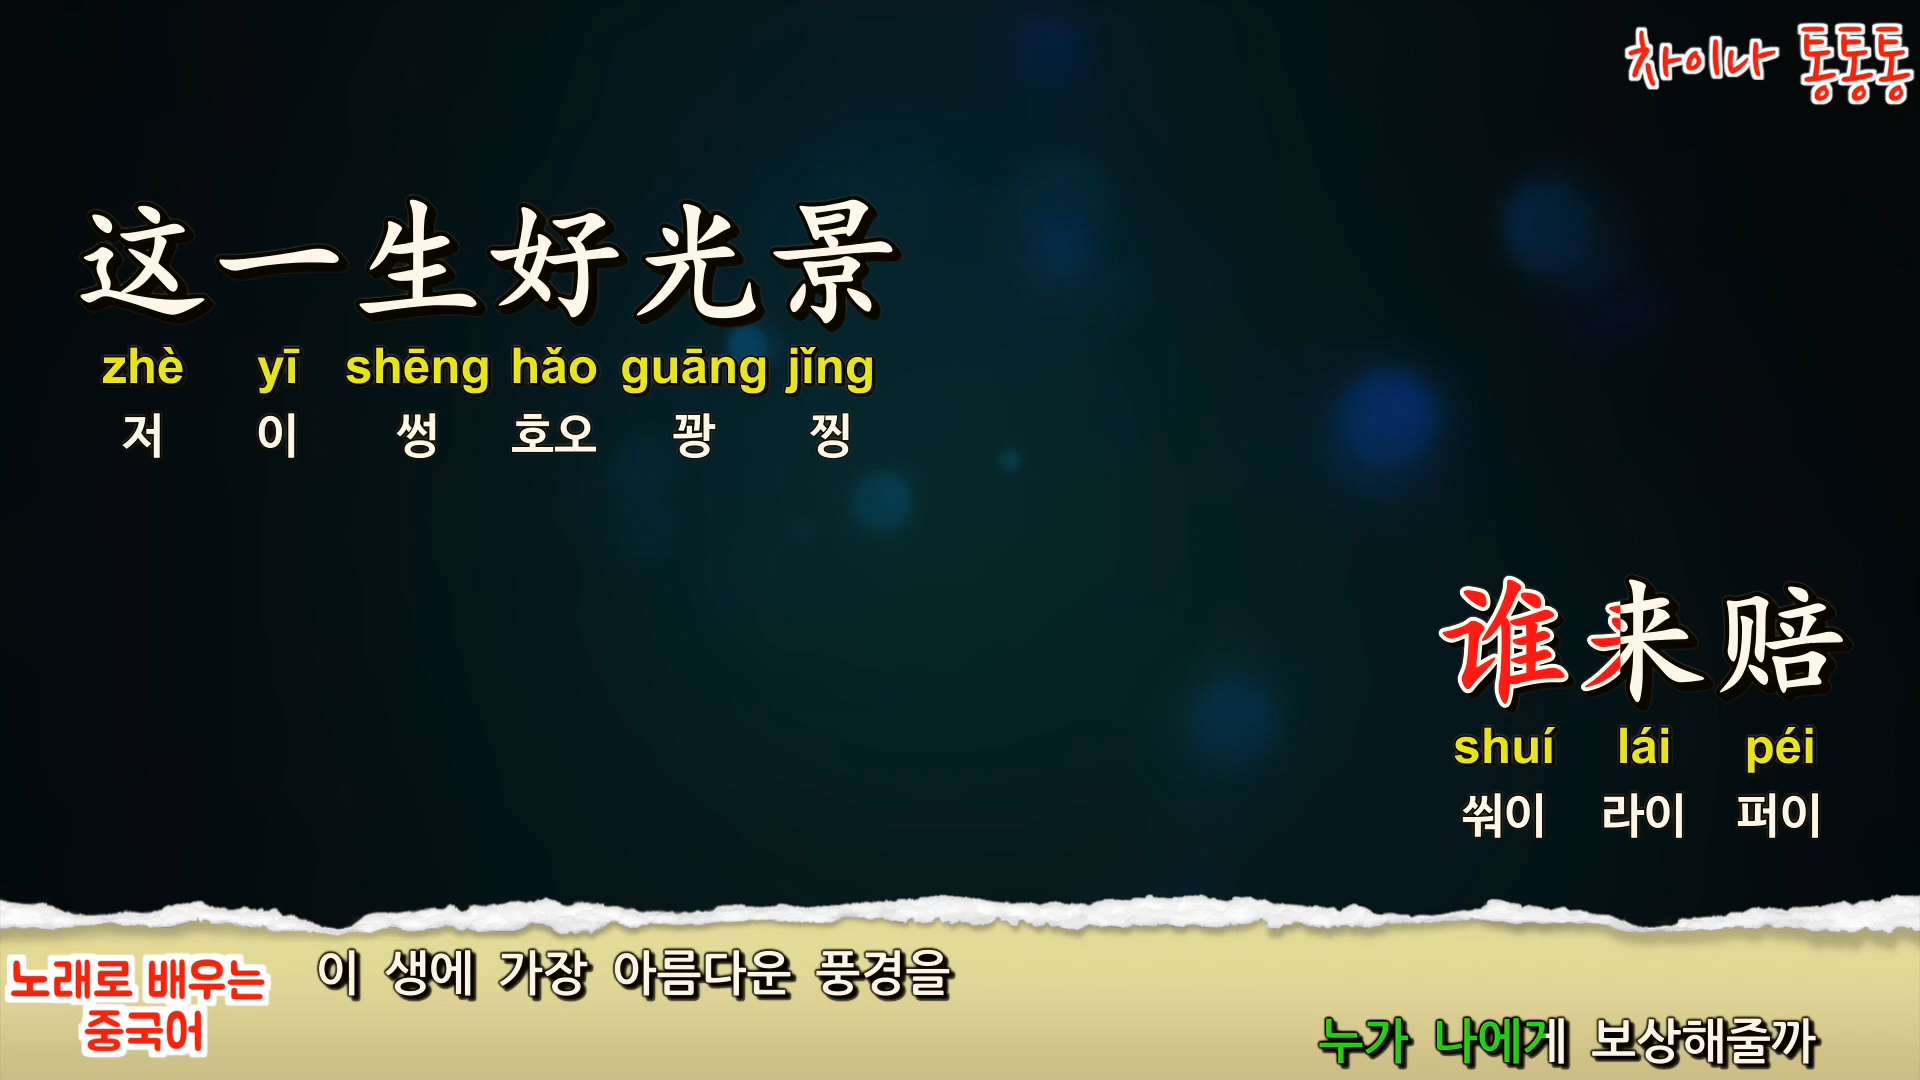 차이나 통통통
这一生好光景
zhè yī shēng hǎo guāng jǐng
저 이 썽 호오 꽝 찡
谁来赔
shuí lái péi
쒀이 라이 퍼이
노래로 배우는
중국어
이 생에 가장 아름다운 풍경을
누가 나에게 보상해줄까